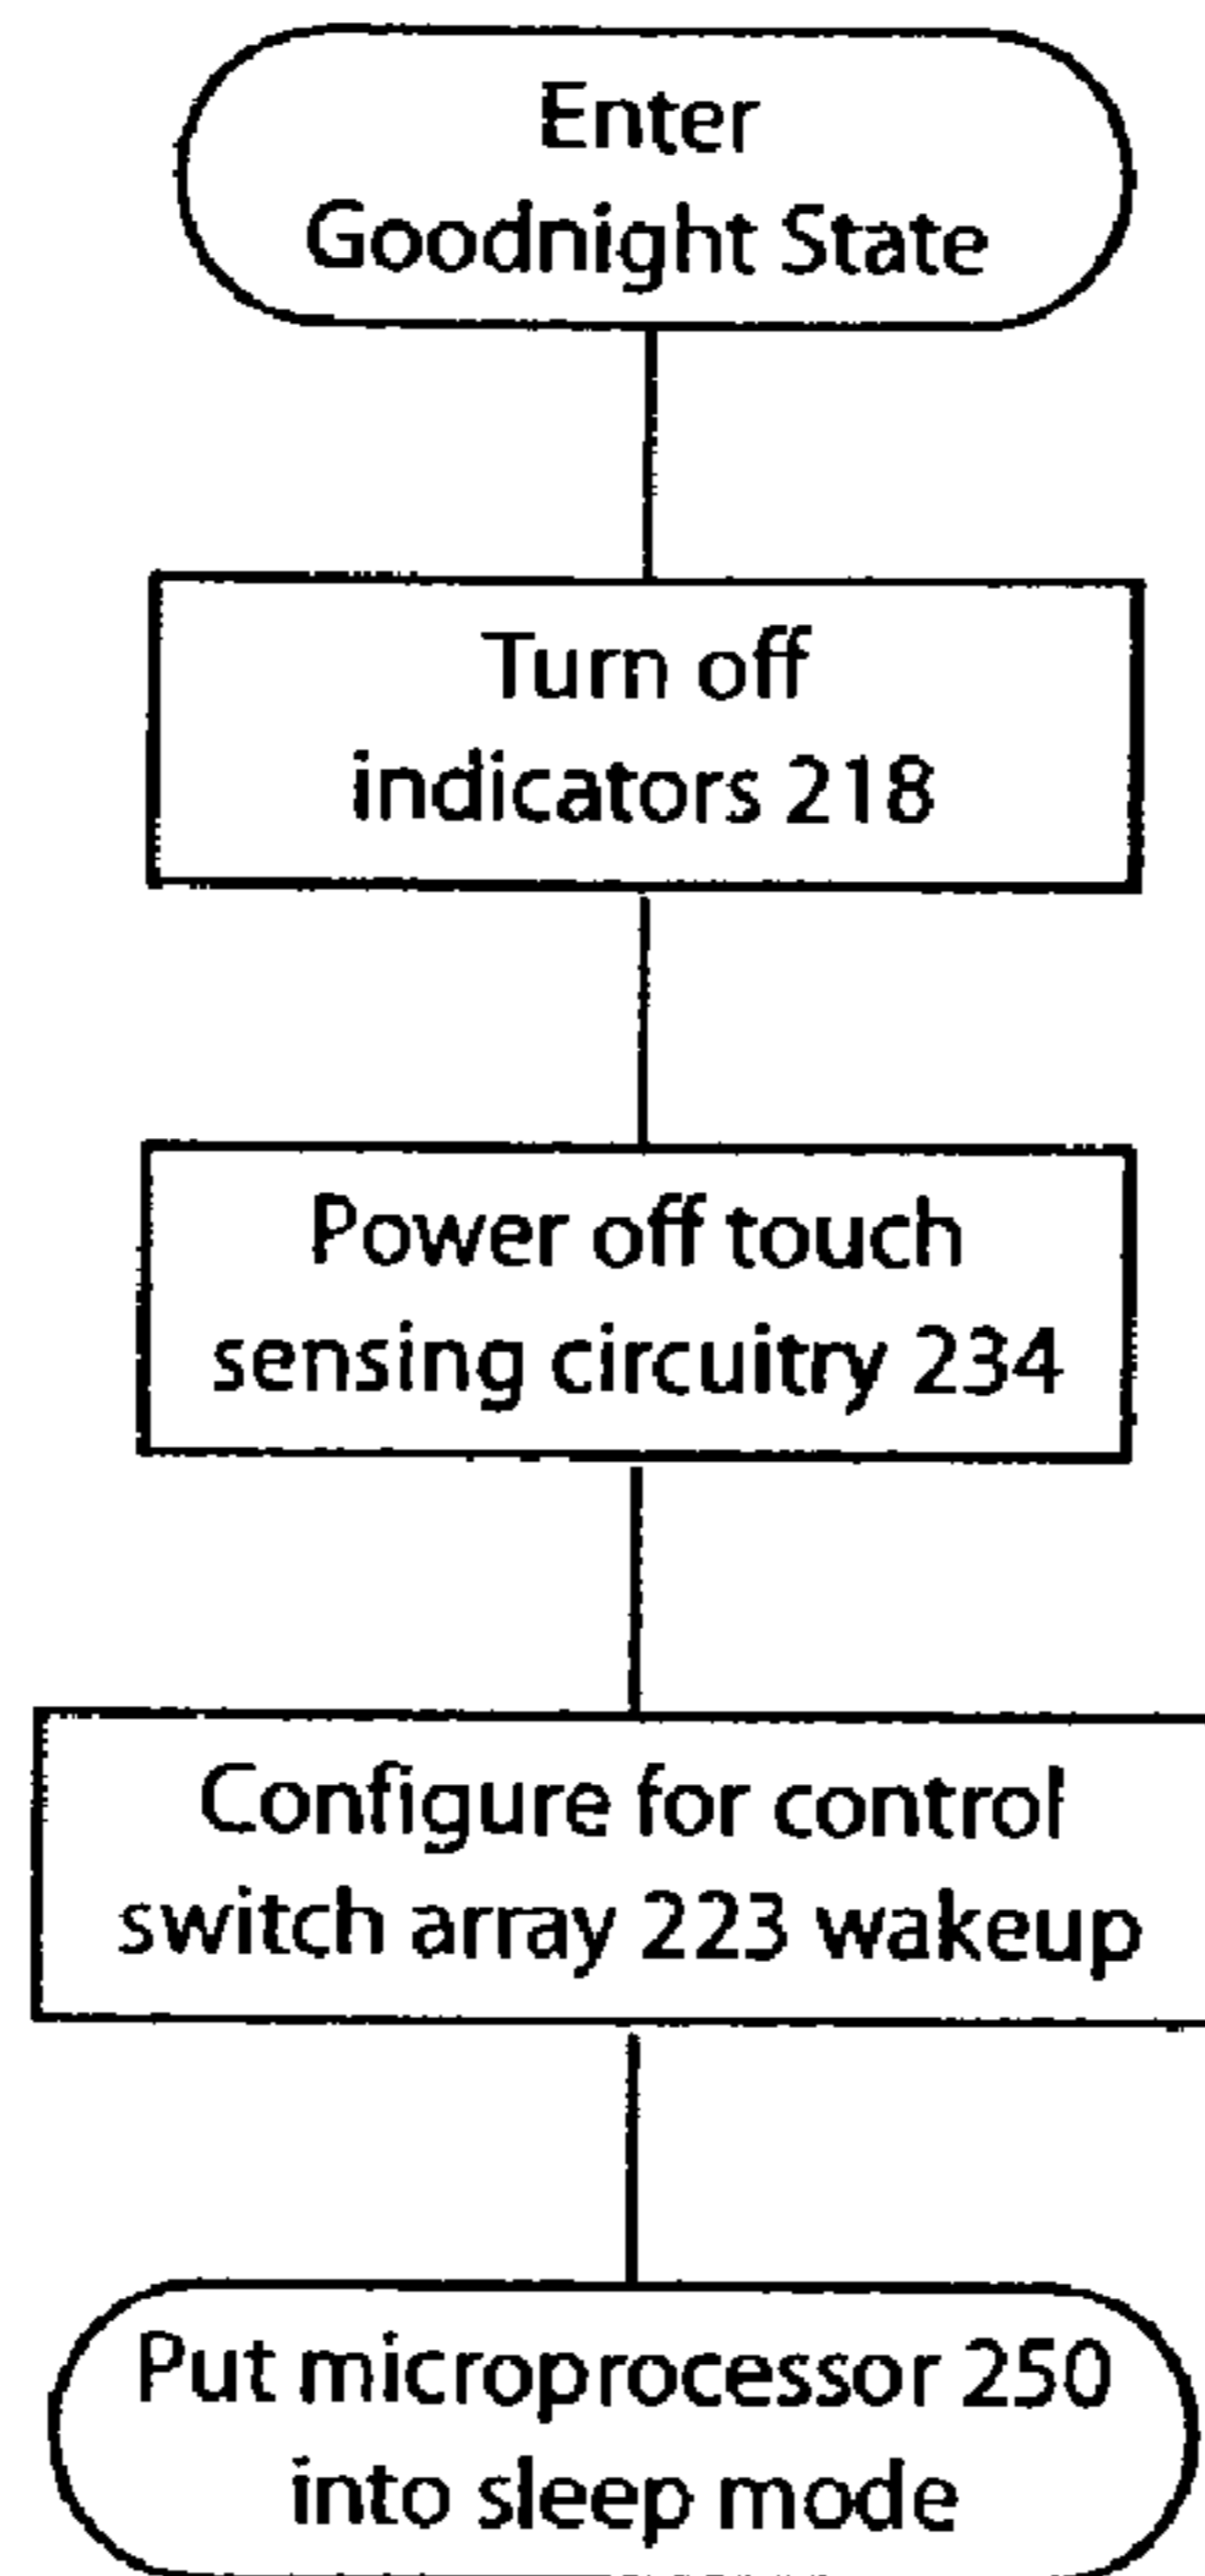 Enter
Goodnight State
Turn off
indicators 218
Power off touch
sensing circuitry 234
Configure for control
switch array 223 wakeup
Put microprocessor 250
into sleep mode